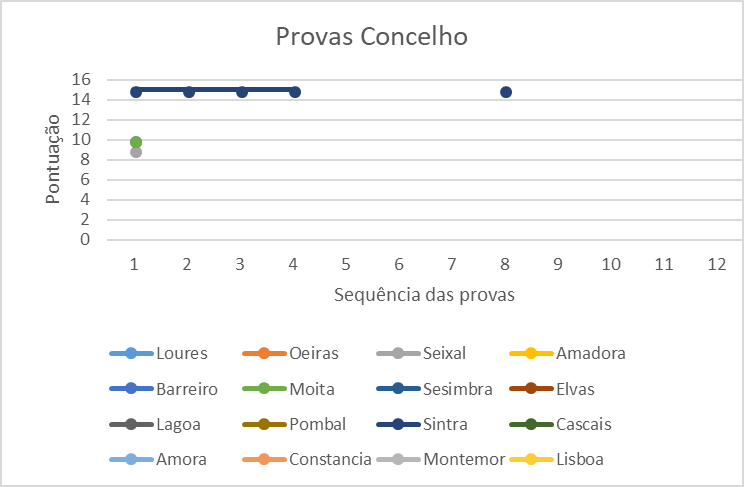 Provas Concelho
16
14
12
10
8
6
4
2
0
Pontuação
1 2 3 4 5 6 7 8 9 10 11 12
Sequência das provas
Loures Oeiras Seixal Amadora
Barreiro Moita Sesimbra Elvas
Lagoa Pombal Sintra Cascais
Amora Constancia Montemor Lisboa